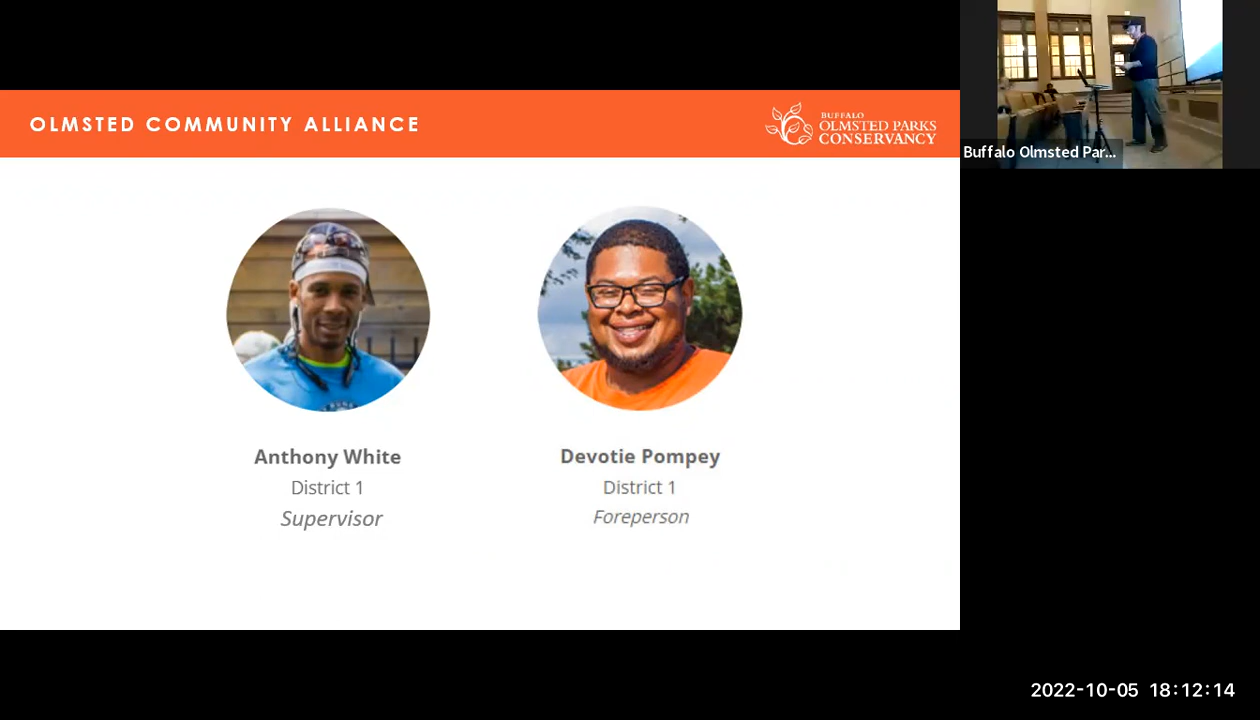 OLMSTED COMMUNITY ALLIANCE
BUFFALO
OLMSTED PARKS
CONSERVANCY
Buffalo Olmsted Par...
Anthony White
District 1
Supervisor
Devotie Pompey
District 1
Foreperson
2022-10-05 18:12:14